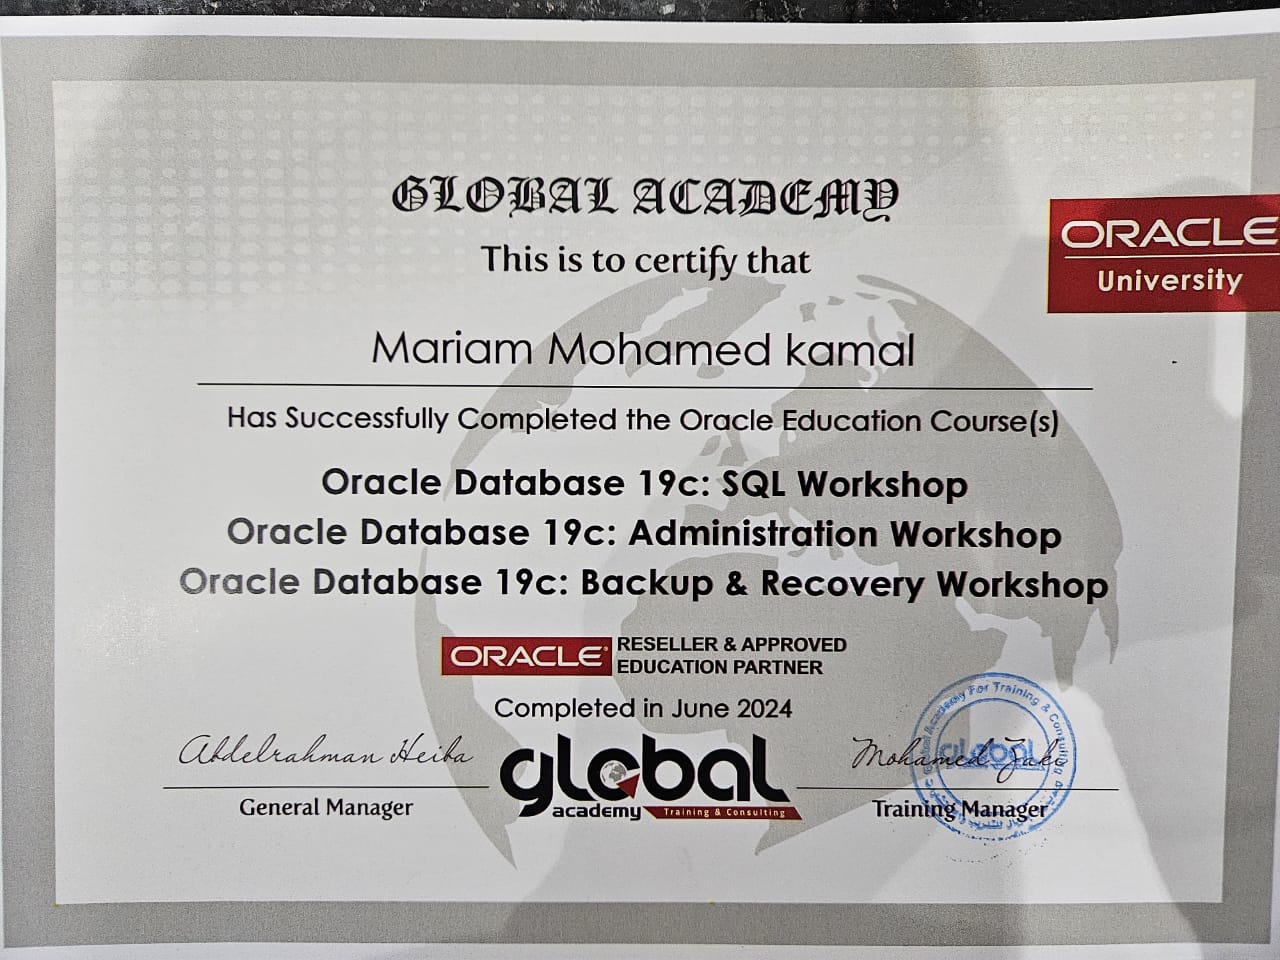 GLOBAL ACADEMY
This is to certify that
ORACLE
University
Mariam Mohamed kamal
Has Successfully Completed the Oracle Education Course(s)
Oracle Database 19c: SQL Workshop
Oracle Database 19c: Administration Workshop
Oracle Database 19c: Backup & Recovery Workshop
ORACLE® RESELLER & APPROVED
EDUCATION PARTNER
Completed in June 2024
Abdelrahman Heiba
General Manager
global
academy Training & Consulting
Mohamed Zaki
Training Manager
Academy For Training & Consulting
global